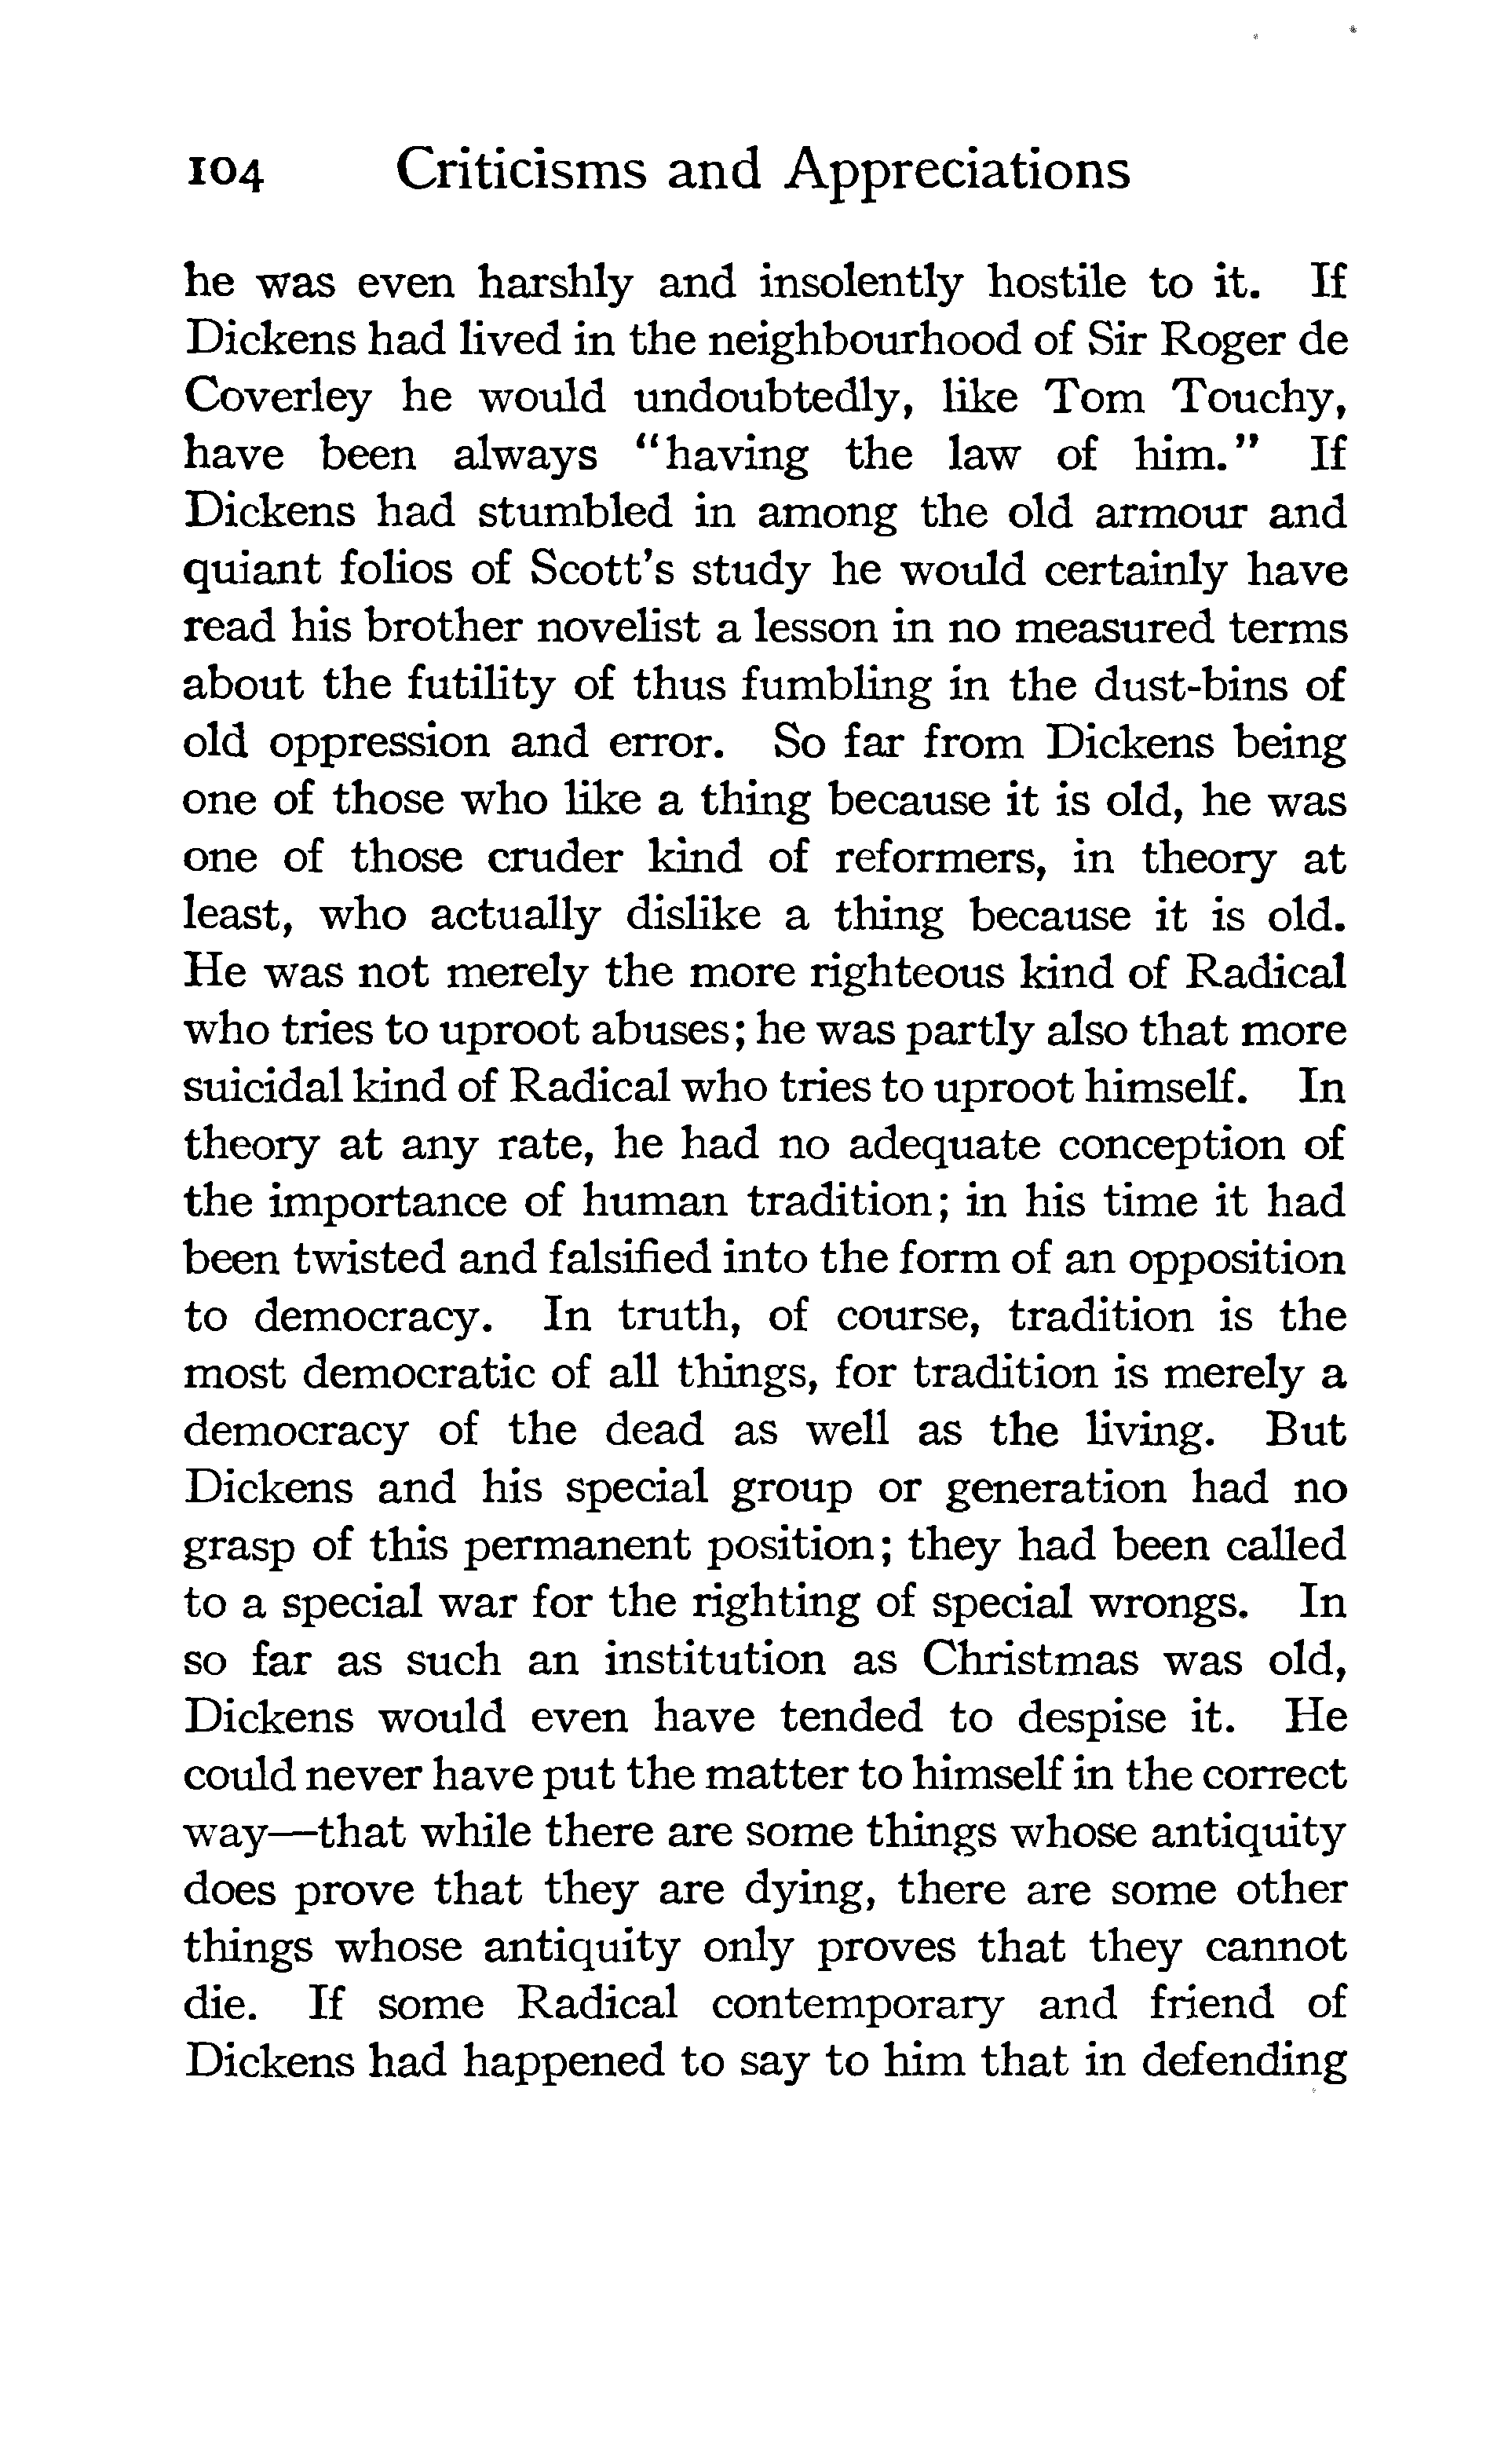 104 Criticisms and Appreciations
he was even harshly and insolently hostile to it. If
Dickens had lived in the neighbourhood of Sir Roger de
Coverley he would undoubtedly, like Tom Touchy,
have been always "having the law of him." If
Dickens had stumbled in among the old armour and
quiant folios of Scott's study he would certainly have
read his brother novelist a lesson in no measured terms
about the futility of thus fumbling in the dust-bins of
old oppression and error. So far from Dickens being
one of those who like a thing because it is old, he was
one of those cruder kind of reformers, in theory at
least, who actually dislike a thing because it is old.
He was not merely the more righteous kind of Radical
who tries to uproot abuses; he was partly also that more
suicidal kind of Radical who tries to uproot himself. In
theory at any rate, he had no adequate conception of
the importance of human tradition; in his time it had
been twisted and falsified into the form of an opposition
to democracy. In truth, of course, tradition is the
most democratic of all things, for tradition is merely a
democracy of the dead as well as the living. But
Dickens and his special group or generation had no
grasp of this permanent position; they had been called
to a special war for the righting of special wrongs. In
so far as such an institution as Christmas was old,
Dickens would even have tended to despise it. He
could never have put the matter to himself in the correct
way—that while there are some things whose antiquity
does prove that they are dying, there are some other
things whose antiquity only proves that they cannot
die. If some Radical contemporary and friend of
Dickens had happened to say to him that in defending